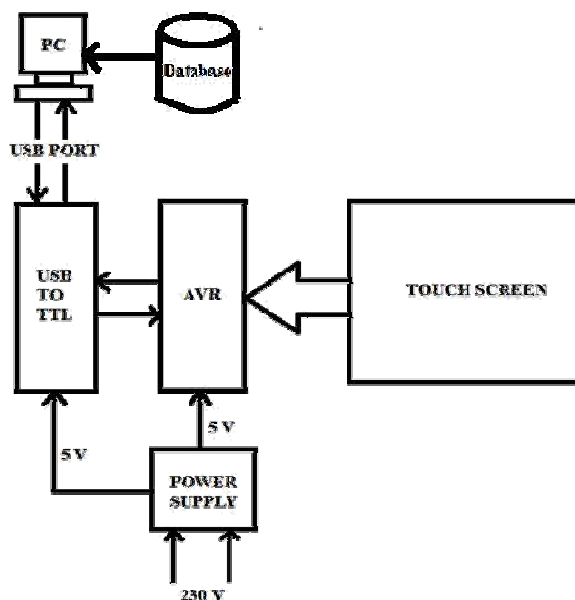 PC
Database
USB PORT
USB
TO
TTL
AVR
TOUCH SCREEN
5 V
5 V
POWER
SUPPLY
230 V